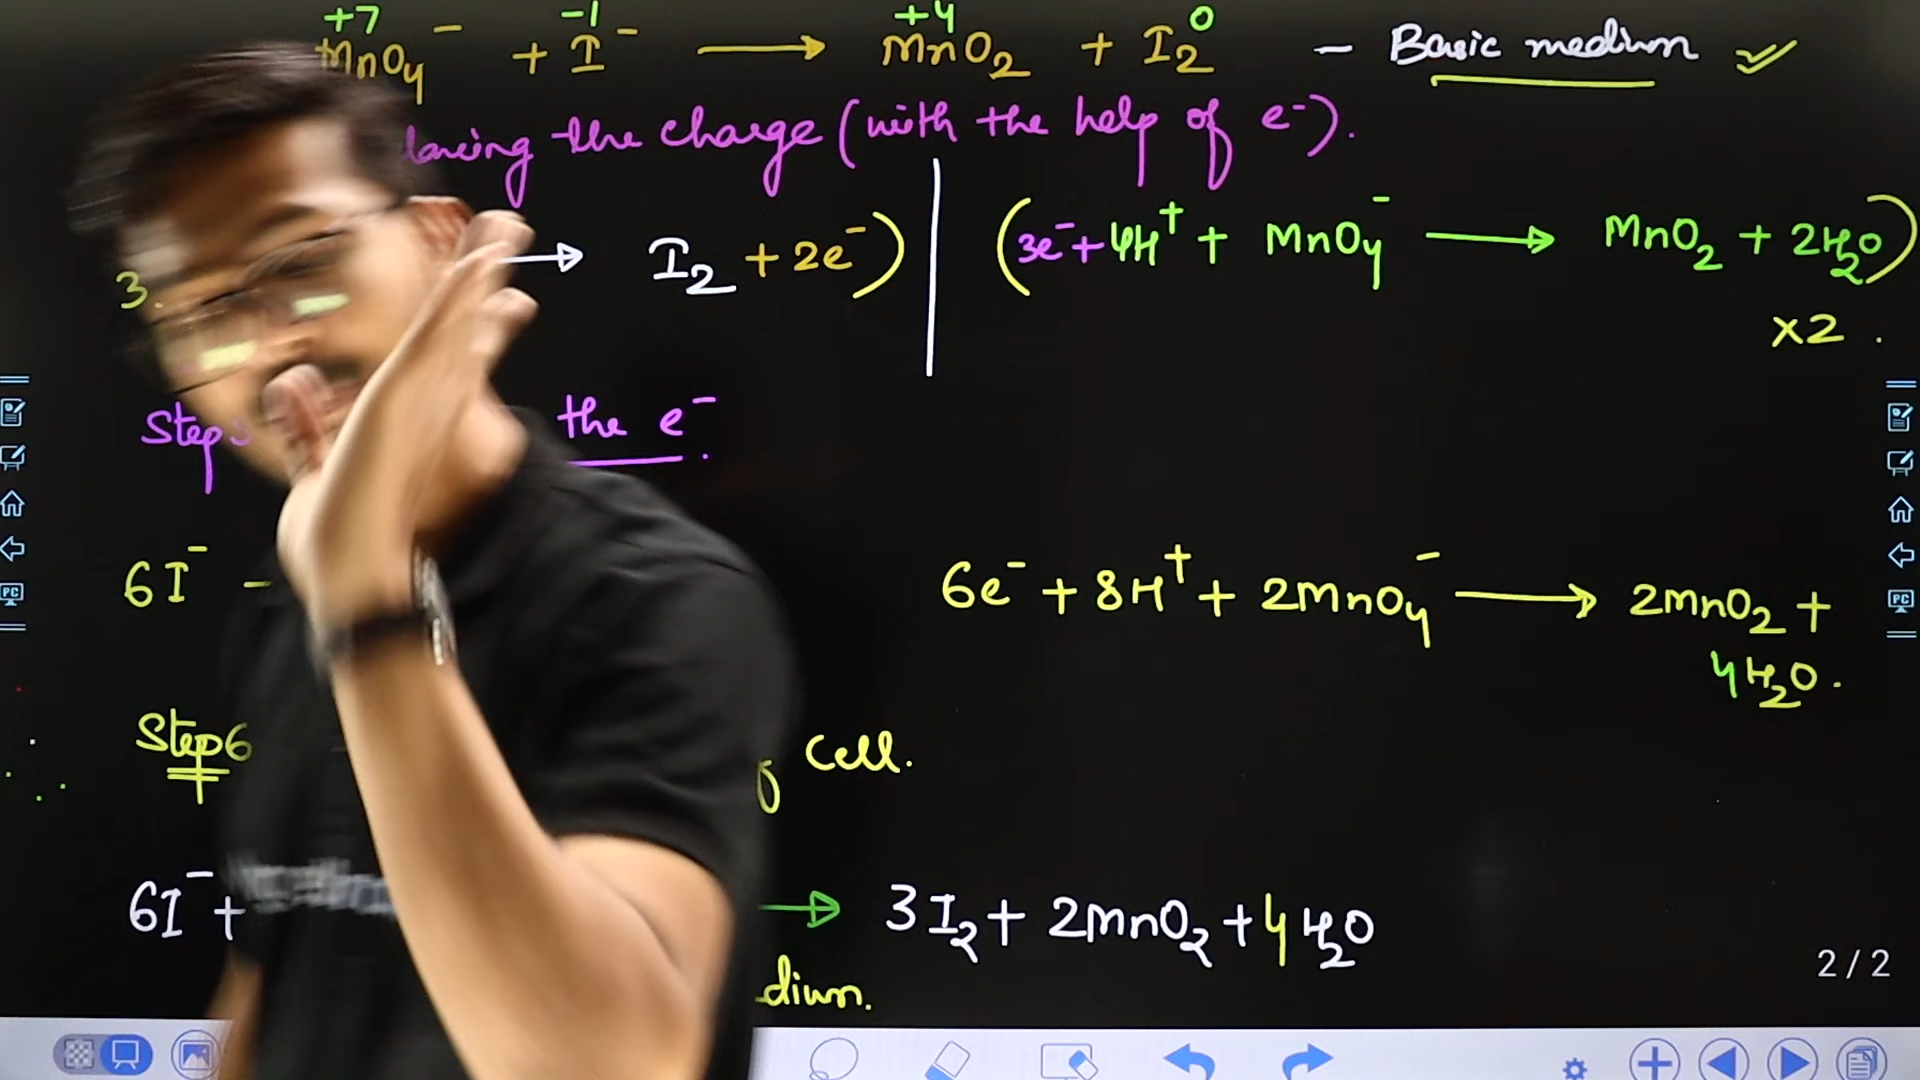 +7 -1 +4 0
MnO4⁻ + I⁻ ⟶ MnO2 + I2 - Basic medium
the charge (with the help of e⁻).
3. → I2 + 2e⁻) (3e⁻ + 4H⁺ + MnO4⁻ ⟶ MnO2 + 2H2O)
×2.
Step the e⁻.
6I⁻ 6e⁻ + 8H⁺ + 2MnO4⁻ ⟶ 2MnO2 +
4H2O.
Step6 Cell.
6I⁻ + → 3I2 + 2MnO2 + 4H2O
2/2
PC
PC